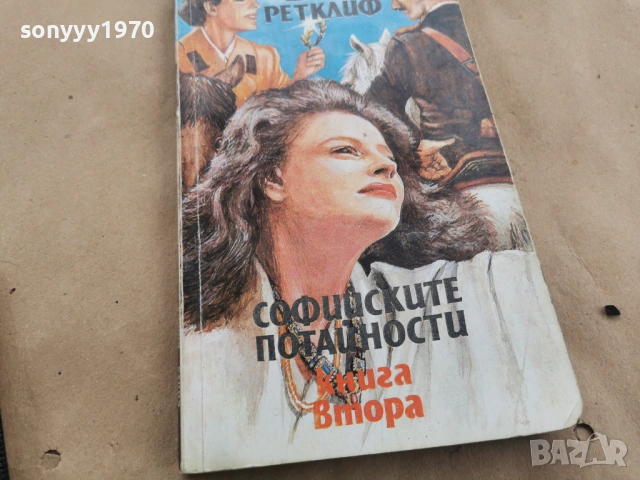 sonyyy1970
РЕТКЛИФ
СОФИЙСКИТЕ
ПОТАЙНОСТИ
книга
втора
BAZAR